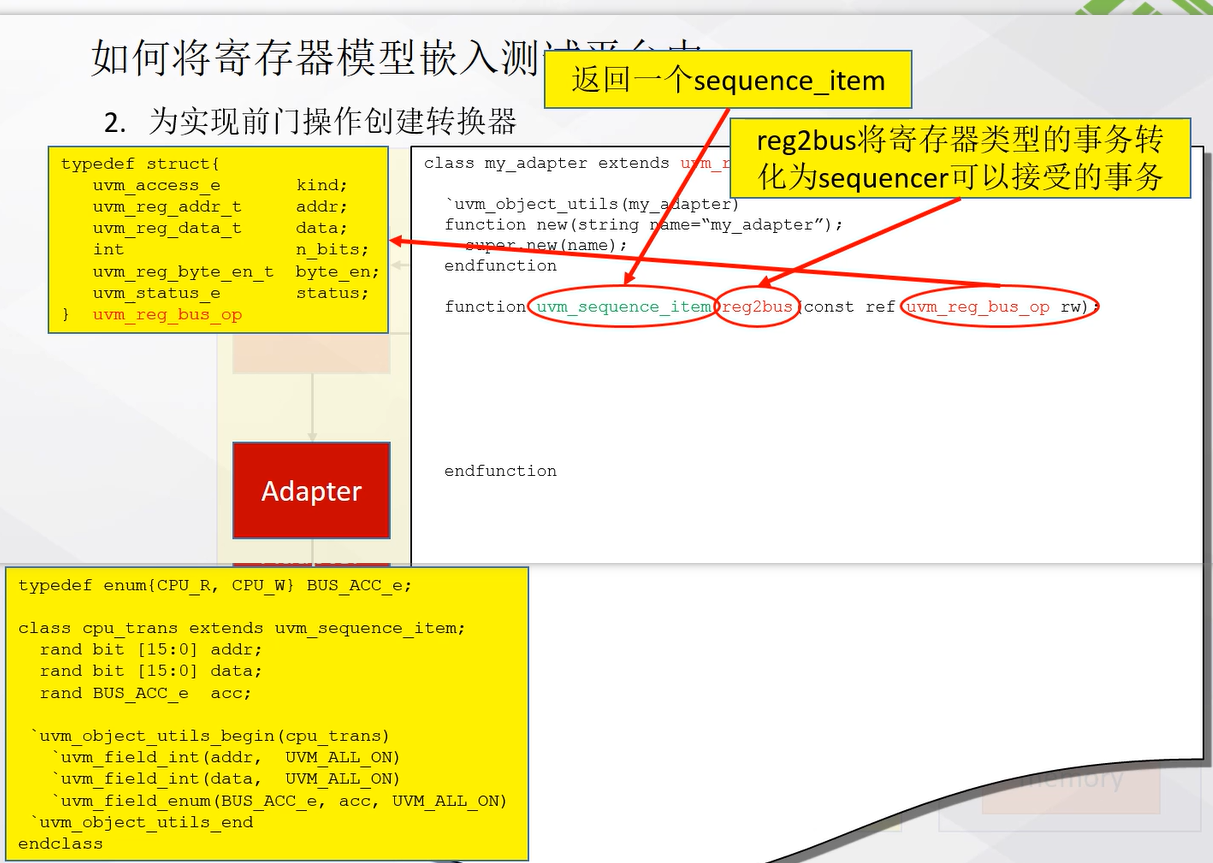 如何将寄存器模型嵌入测试平台中
返回一个sequence_item
2. 为实现前门操作创建转换器
reg2bus将寄存器类型的事务转
化为sequencer可以接受的事务
typedef struct{
uvm_access_e kind;
uvm_reg_addr_t addr;
uvm_reg_data_t data;
int n_bits;
uvm_reg_byte_en_t byte_en;
uvm_status_e status;
} uvm_reg_bus_op
class my_adapter extends uvm_r
`uvm_object_utils(my_adapter)
function new(string name=“my_adapter”);
super.new(name);
endfunction
function uvm_sequence_item reg2bus(const ref uvm_reg_bus_op rw);
endfunction
Adapter
typedef enum{CPU_R, CPU_W} BUS_ACC_e;
class cpu_trans extends uvm_sequence_item;
rand bit [15:0] addr;
rand bit [15:0] data;
rand BUS_ACC_e acc;
`uvm_object_utils_begin(cpu_trans)
`uvm_field_int(addr, UVM_ALL_ON)
`uvm_field_int(data, UVM_ALL_ON)
`uvm_field_enum(BUS_ACC_e, acc, UVM_ALL_ON)
`uvm_object_utils_end
endclass
memory